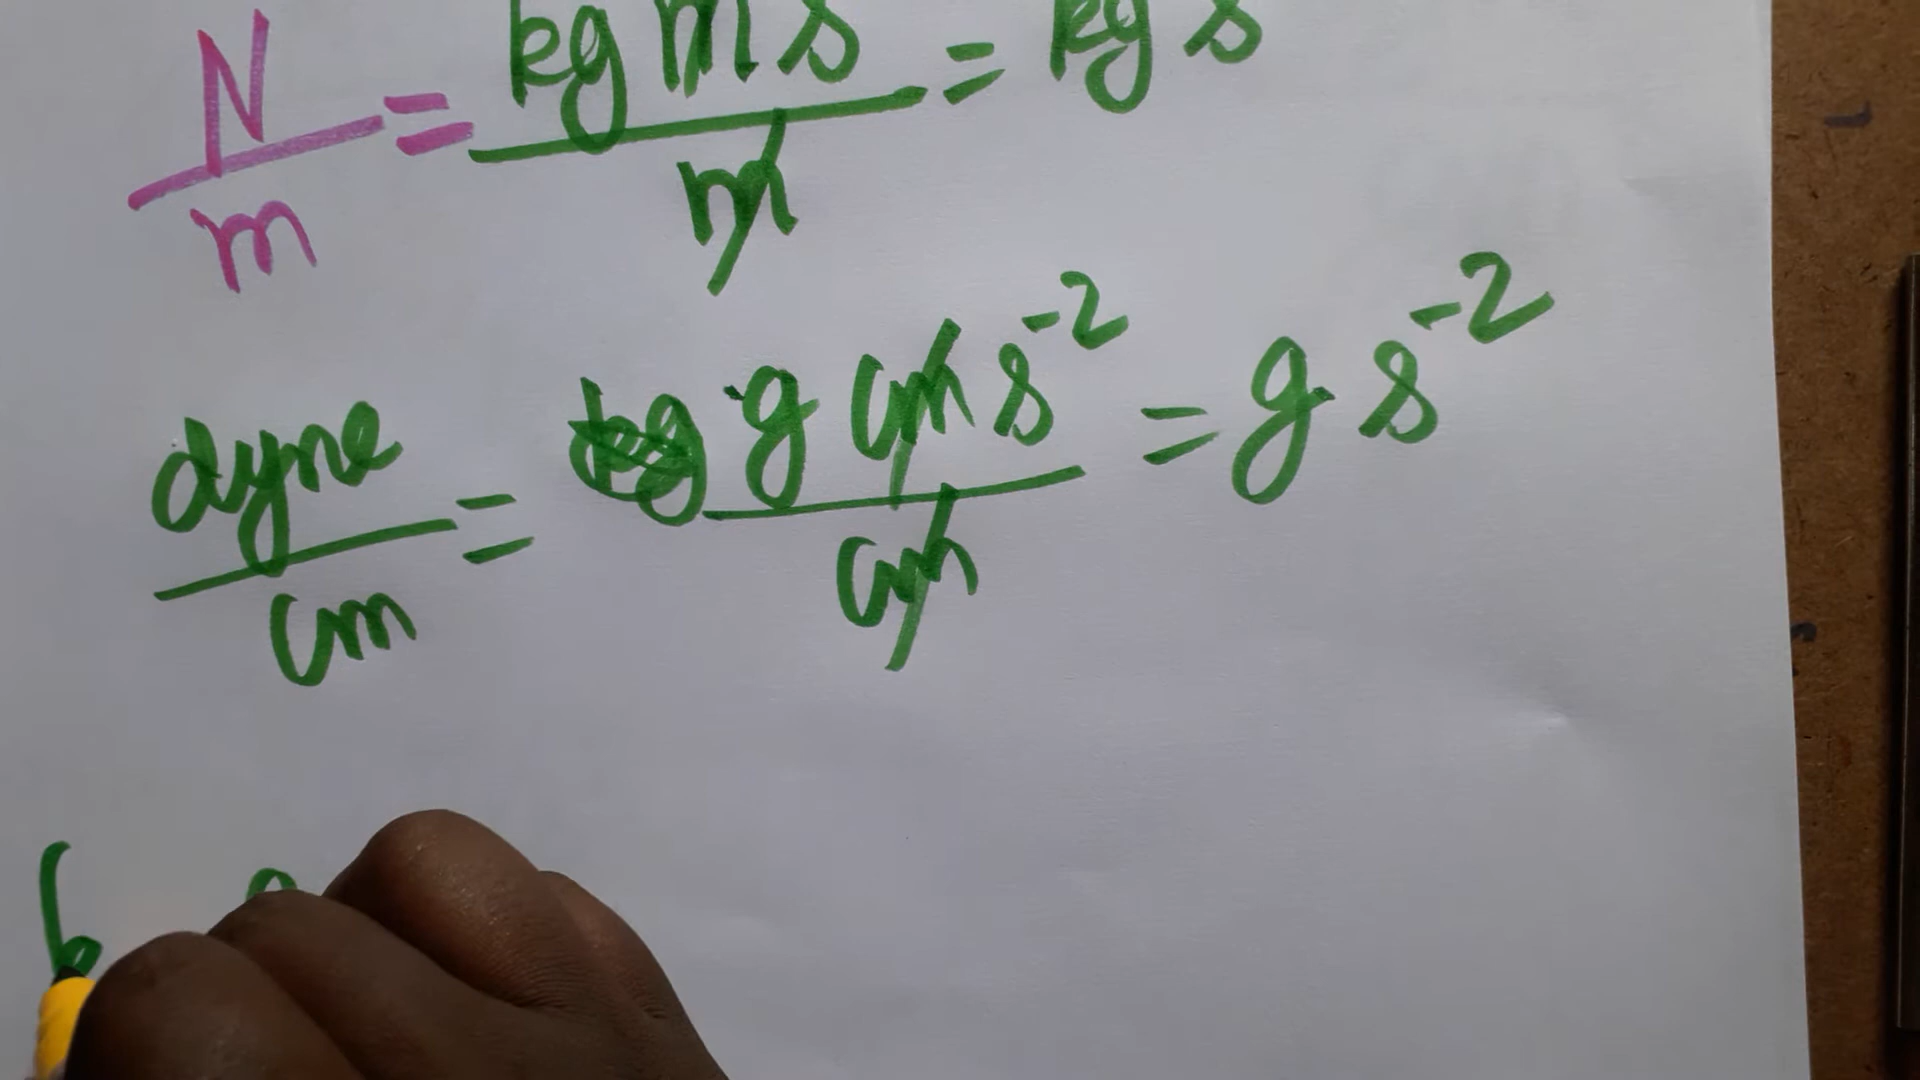 N/m = kg m s/m = kg s
dyne/cm = g cm s⁻²/cm = g s⁻²